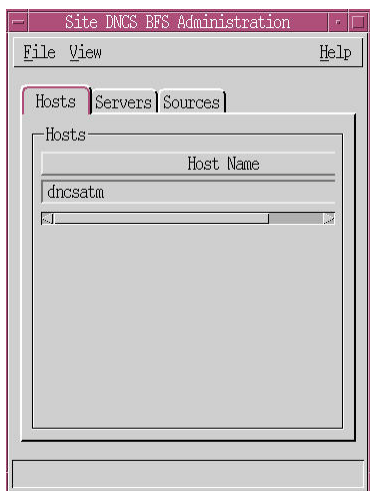 Site DNCS BFS Administration
File View Help
Hosts Servers Sources
Hosts
Host Name
dncsatm